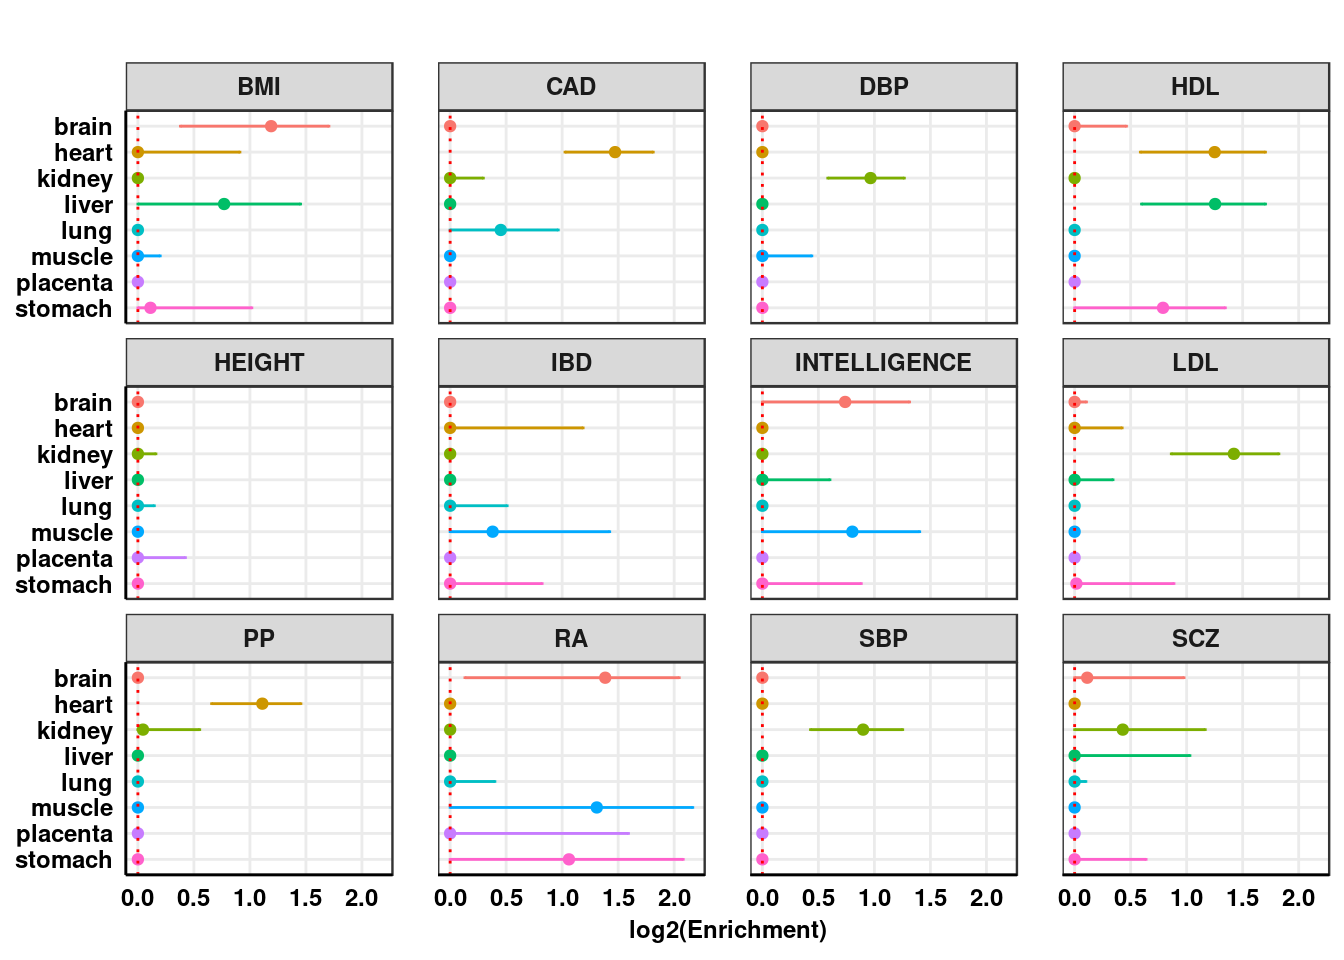 BMI CAD DBP HDL
brain
heart
kidney
liver
lung
muscle
placenta
stomach
HEIGHT IBD INTELLIGENCE LDL
brain
heart
kidney
liver
lung
muscle
placenta
stomach
PP RA SBP SCZ
brain
heart
kidney
liver
lung
muscle
placenta
stomach
0.0 0.5 1.0 1.5 2.0 0.0 0.5 1.0 1.5 2.0 0.0 0.5 1.0 1.5 2.0 0.0 0.5 1.0 1.5 2.0
log2(Enrichment)